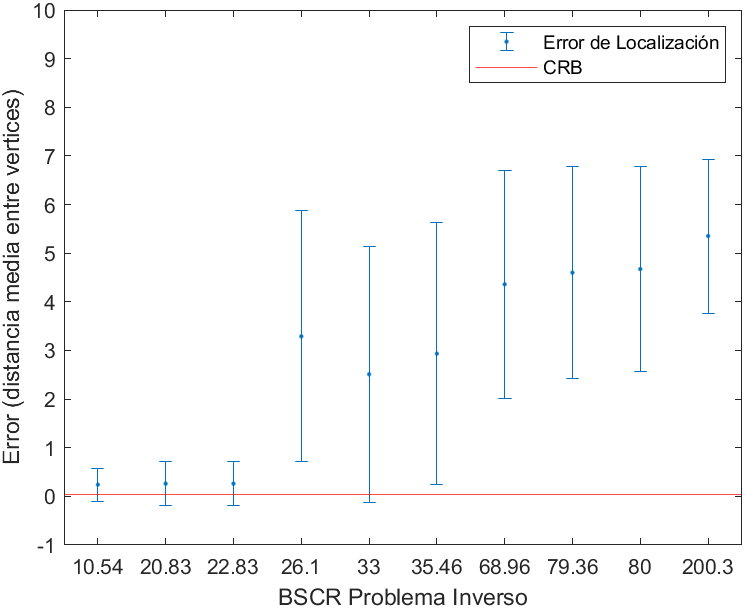 10
9
8
7
6
5
4
3
2
1
0
-1
Error (distancia media entre vertices)
Error de Localización
CRB
10.54 20.83 22.83 26.1 33 35.46 68.96 79.36 80 200.3
BSCR Problema Inverso